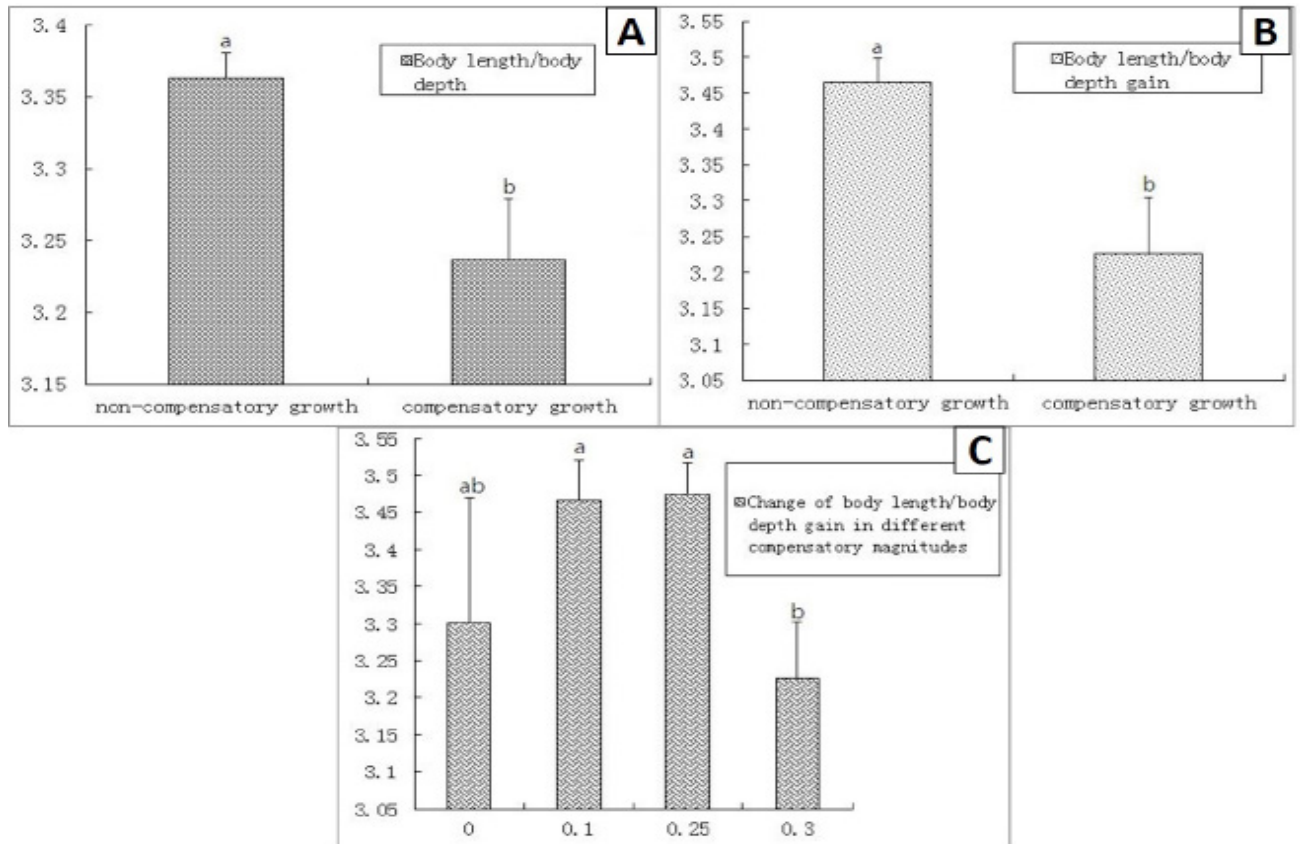 A
3.4
3.35
3.3
3.25
3.2
3.15
a
b
Body length/body
depth
non-compensatory growth
compensatory growth
B
3.55
3.5
3.45
3.4
3.35
3.3
3.25
3.2
3.15
3.1
3.05
a
b
Body length/body
depth gain
non-compensatory growth
compensatory growth
C
3.55
3.5
3.45
3.4
3.35
3.3
3.25
3.2
3.15
3.1
3.05
ab
a
a
b
Change of body length/body
depth gain in different
compensatory magnitudes
0
0.1
0.25
0.3